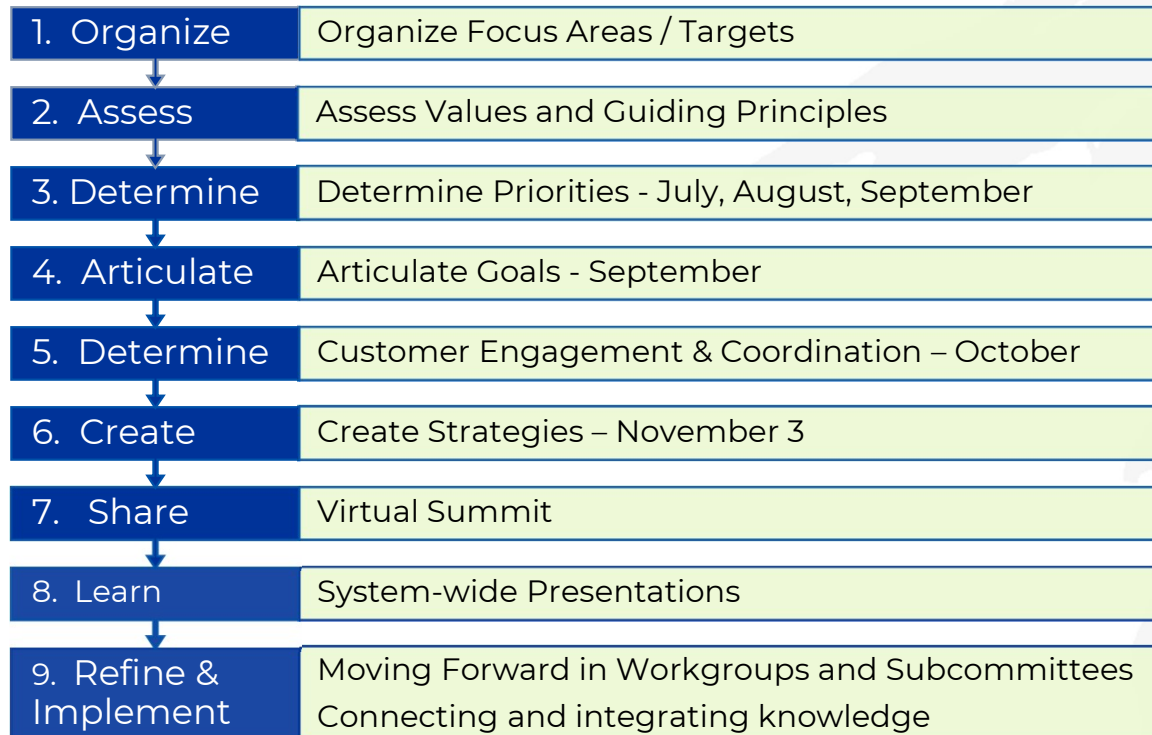 1. Organize
Organize Focus Areas / Targets
2. Assess
Assess Values and Guiding Principles
3. Determine
Determine Priorities - July, August, September
4. Articulate
Articulate Goals - September
5. Determine
Customer Engagement & Coordination – October
6. Create
Create Strategies – November 3
7. Share
Virtual Summit
8. Learn
System-wide Presentations
9. Refine &
Implement
Moving Forward in Workgroups and Subcommittees
Connecting and integrating knowledge